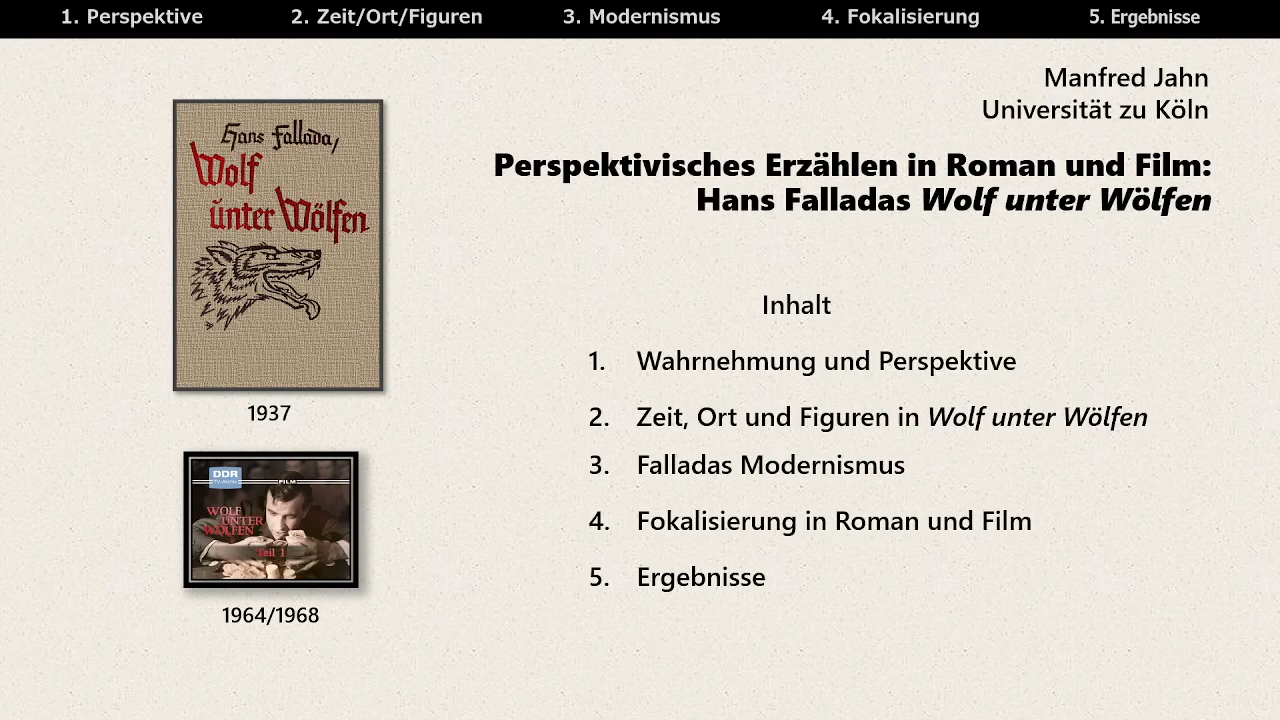 1. Perspektive 2. Zeit/Ort/Figuren 3. Modernismus 4. Fokalisierung 5. Ergebnisse
Manfred Jahn
Universität zu Köln
Perspektivisches Erzählen in Roman und Film:
Hans Falladas Wolf unter Wölfen
Hans Fallada,
Wolf
unter Wölfen
1937
DDR
TV-Archiv
FILM
WOLF
UNTER
WÖLFEN
Teil 1
1964/1968
Inhalt
1. Wahrnehmung und Perspektive
2. Zeit, Ort und Figuren in Wolf unter Wölfen
3. Falladas Modernismus
4. Fokalisierung in Roman und Film
5. Ergebnisse